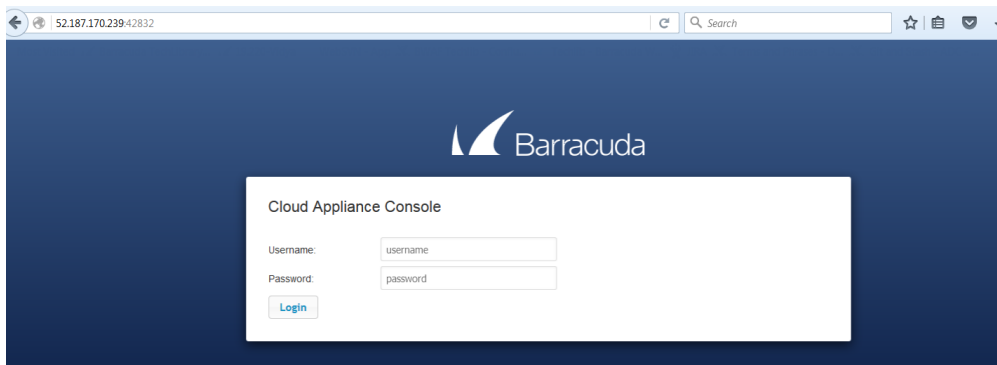 52.187.170.239:42832
Search
Barracuda
Cloud Appliance Console
Username: username
Password: password
Login